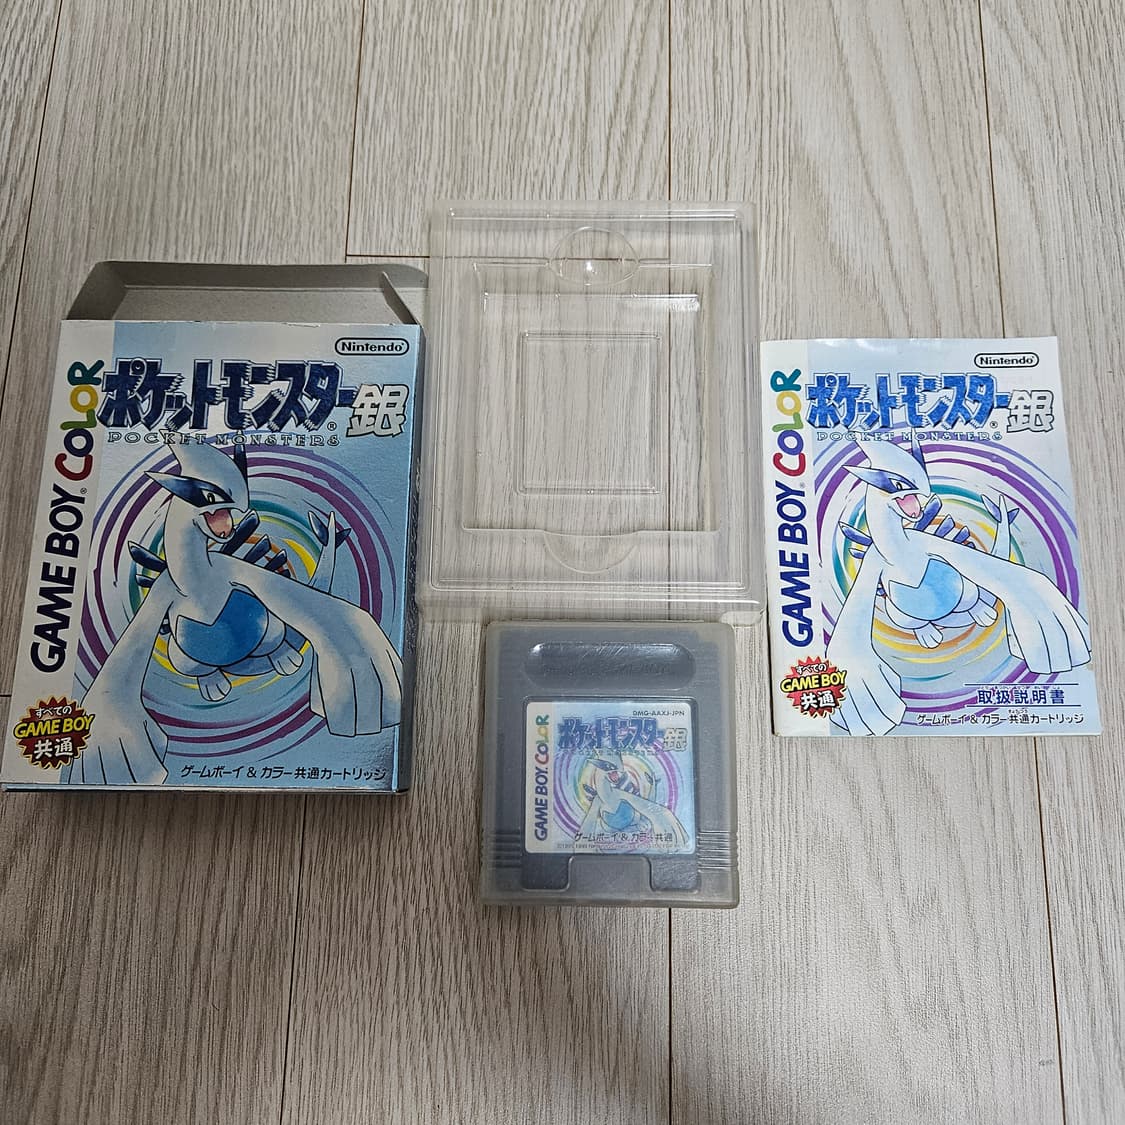 Nintendo
ポケットモンスター銀
POCKET MONSTERS
GAME BOY COLOR
すべての
GAME BOY
共通
ゲームボーイ & カラー共通カートリッジ
DMG-AAXJ-JPN
ポケットモンスター銀
GAME BOY COLOR
ゲームボーイ & カラー共通
Nintendo
ポケットモンスター銀
POCKET MONSTERS
GAME BOY COLOR
すべての
GAME BOY
共通
取扱説明書
ゲームボーイ & カラー共通カートリッジ